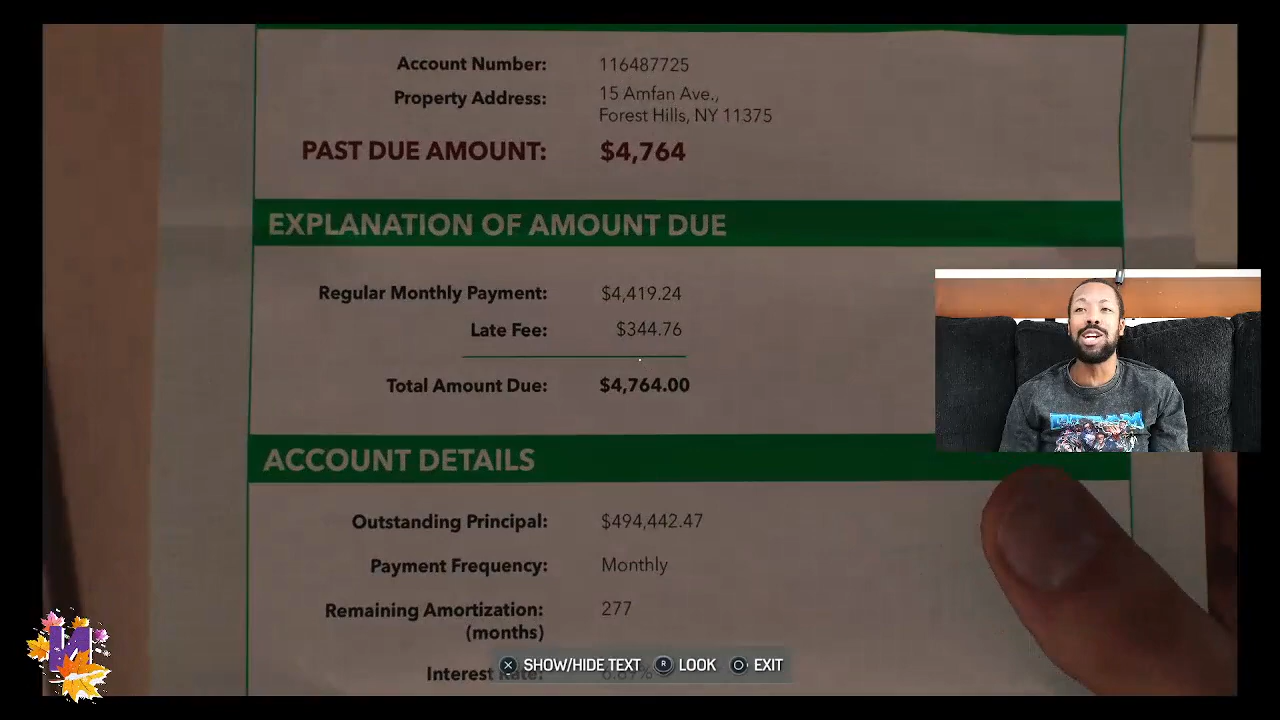 Account Number: 116487725
Property Address: 15 Amfan Ave.,
Forest Hills, NY 11375
PAST DUE AMOUNT: $4,764
EXPLANATION OF AMOUNT DUE
Regular Monthly Payment: $4,419.24
Late Fee: $344.76
Total Amount Due: $4,764.00
ACCOUNT DETAILS
Outstanding Principal: $494,442.47
Payment Frequency: Monthly
Remaining Amortization: 277
(months)
Interest Rate:
SHOW/HIDE TEXT R LOOK EXIT